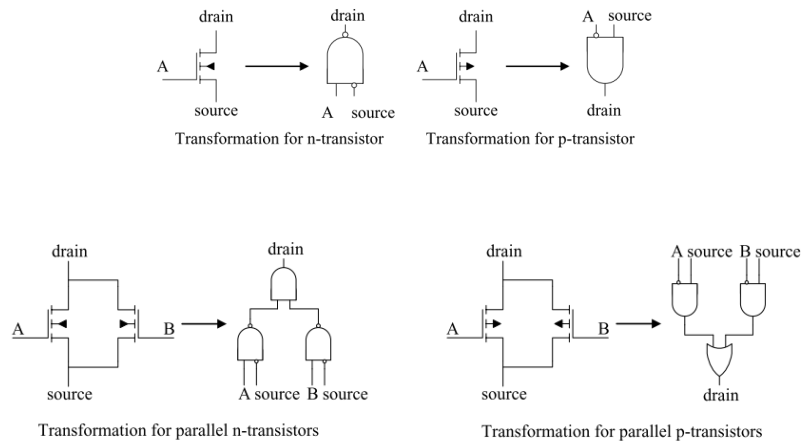 drain
A
source
drain
A source
Transformation for n-transistor
drain
A
source
A source
drain
Transformation for p-transistor
drain
A
B
source
drain
A source B source
Transformation for parallel n-transistors
drain
A
B
source
A source B source
drain
Transformation for parallel p-transistors